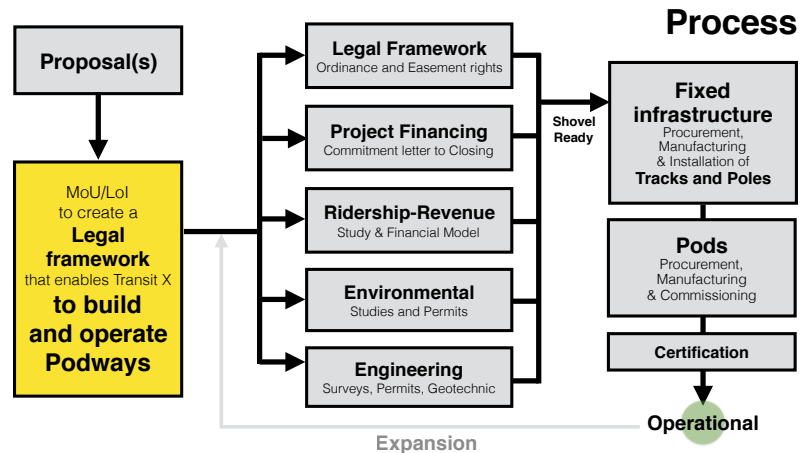 Process
Proposal(s)
MoU/LoI
to create a
Legal
framework
that enables Transit X
to build
and operate
Podways
Legal Framework
Ordinance and Easement rights
Project Financing
Commitment letter to Closing
Ridership-Revenue
Study & Financial Model
Environmental
Studies and Permits
Engineering
Surveys, Permits, Geotechnic
Shovel
Ready
Fixed
infrastructure
Procurement,
Manufacturing
& Installation of
Tracks and Poles
Pods
Procurement,
Manufacturing
& Commissioning
Certification
Operational
Expansion